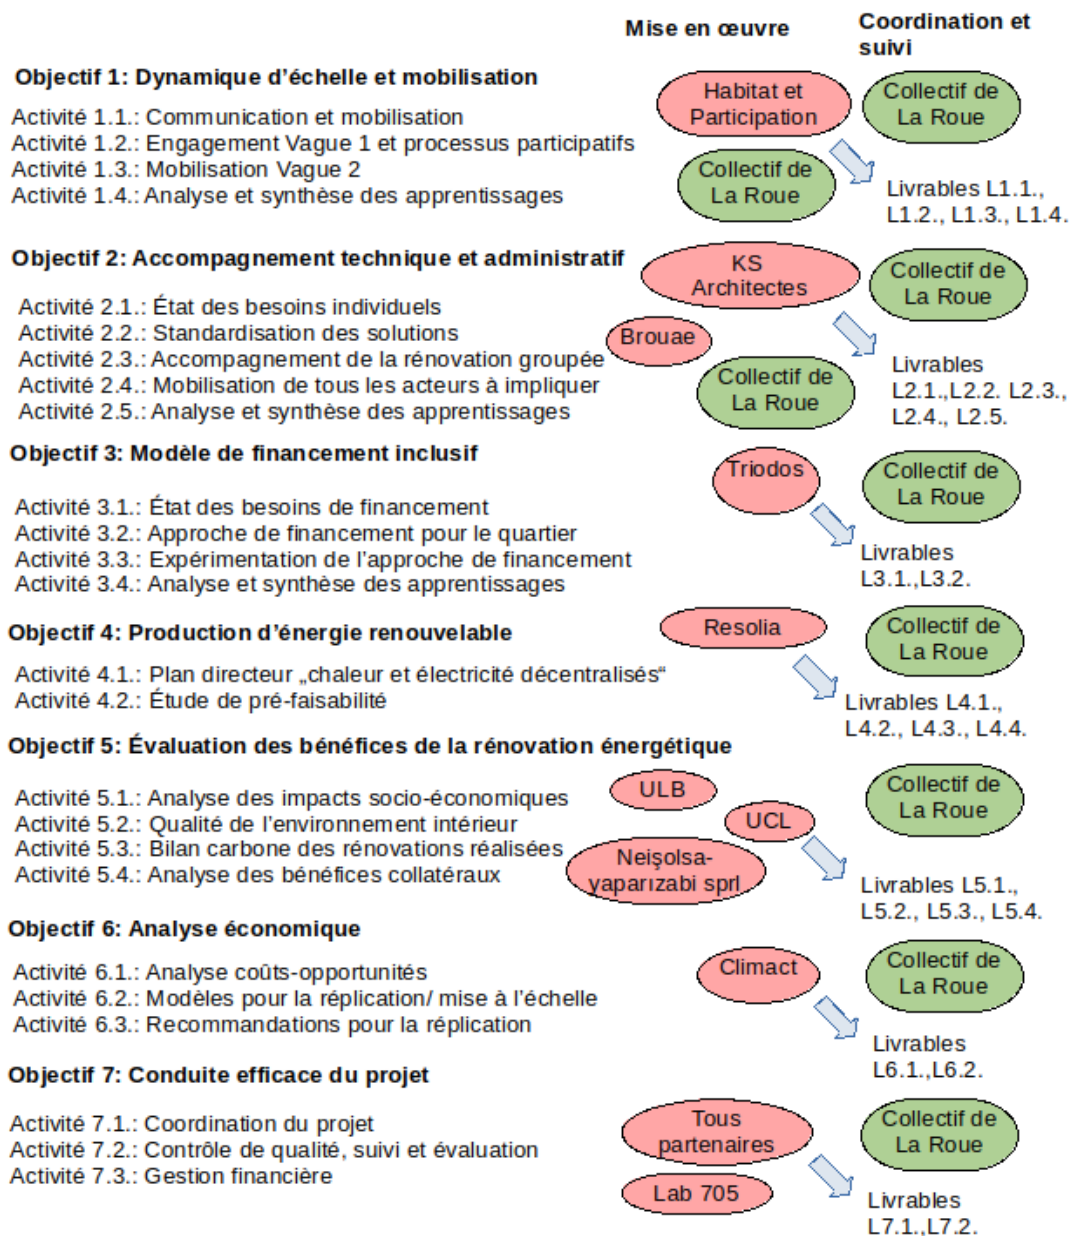 Mise en œuvre
Coordination et
suivi
Objectif 1: Dynamique d'échelle et mobilisation
Activité 1.1.: Communication et mobilisation
Activité 1.2.: Engagement Vague 1 et processus participatifs
Activité 1.3.: Mobilisation Vague 2
Activité 1.4.: Analyse et synthèse des apprentissages
Habitat et
Participation
Collectif de
La Roue
Collectif de
La Roue
Livrables L1.1.,
L1.2., L1.3., L1.4.
Objectif 2: Accompagnement technique et administratif
Activité 2.1.: État des besoins individuels
Activité 2.2.: Standardisation des solutions
Activité 2.3.: Accompagnement de la rénovation groupée
Activité 2.4.: Mobilisation de tous les acteurs à impliquer
Activité 2.5.: Analyse et synthèse des apprentissages
KS
Architectes
Brouae
Collectif de
La Roue
Collectif de
La Roue
Livrables
L2.1.,L2.2. L2.3.,
L2.4., L2.5.
Objectif 3: Modèle de financement inclusif
Activité 3.1.: État des besoins de financement
Activité 3.2.: Approche de financement pour le quartier
Activité 3.3.: Expérimentation de l'approche de financement
Activité 3.4.: Analyse et synthèse des apprentissages
Triodos
Collectif de
La Roue
Livrables
L3.1.,L3.2.
Objectif 4: Production d'énergie renouvelable
Activité 4.1.: Plan directeur „chaleur et électricité décentralisés“
Activité 4.2.: Étude de pré-faisabilité
Resolia
Collectif de
La Roue
Livrables L4.1.,
L4.2., L4.3., L4.4.
Objectif 5: Évaluation des bénéfices de la rénovation énergétique
Activité 5.1.: Analyse des impacts socio-économiques
Activité 5.2.: Qualité de l'environnement intérieur
Activité 5.3.: Bilan carbone des rénovations réalisées
Activité 5.4.: Analyse des bénéfices collatéraux
ULB
UCL
Neişolsa-
yaparızabi sprl
Collectif de
La Roue
Livrables L5.1.,
L5.2., L5.3., L5.4.
Objectif 6: Analyse économique
Activité 6.1.: Analyse coûts-opportunités
Activité 6.2.: Modèles pour la réplication/ mise à l'échelle
Activité 6.3.: Recommandations pour la réplication
Climact
Collectif de
La Roue
Livrables
L6.1.,L6.2.
Objectif 7: Conduite efficace du projet
Activité 7.1.: Coordination du projet
Activité 7.2.: Contrôle de qualité, suivi et évaluation
Activité 7.3.: Gestion financière
Tous
partenaires
Lab 705
Collectif de
La Roue
Livrables
L7.1.,L7.2.